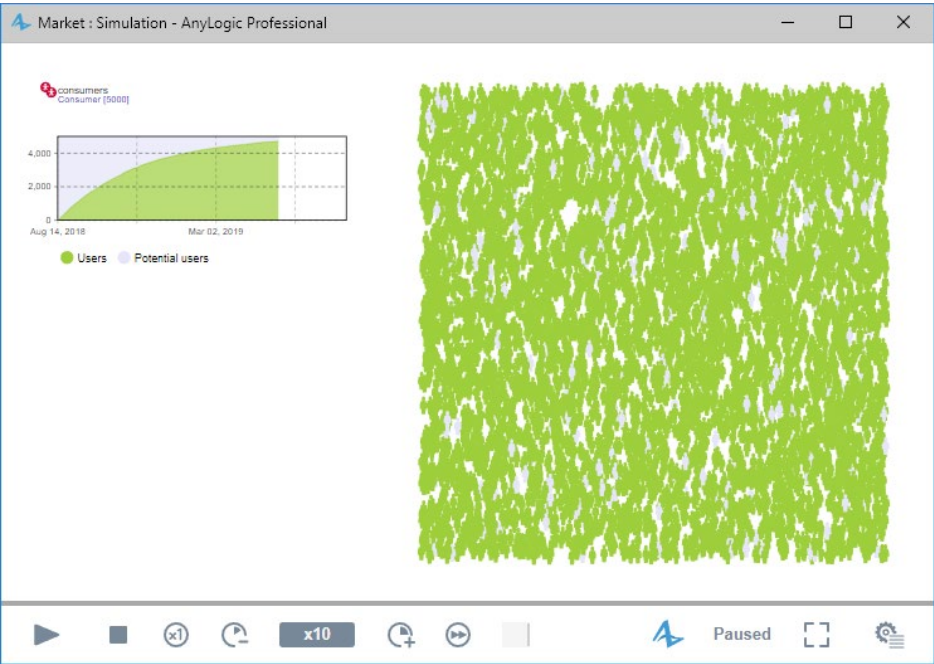 Market : Simulation - AnyLogic Professional
consumers
Consumer [5000]
4,000
2,000
0
Aug 14, 2018 Mar 02, 2019
Users Potential users
x1 x10 Paused